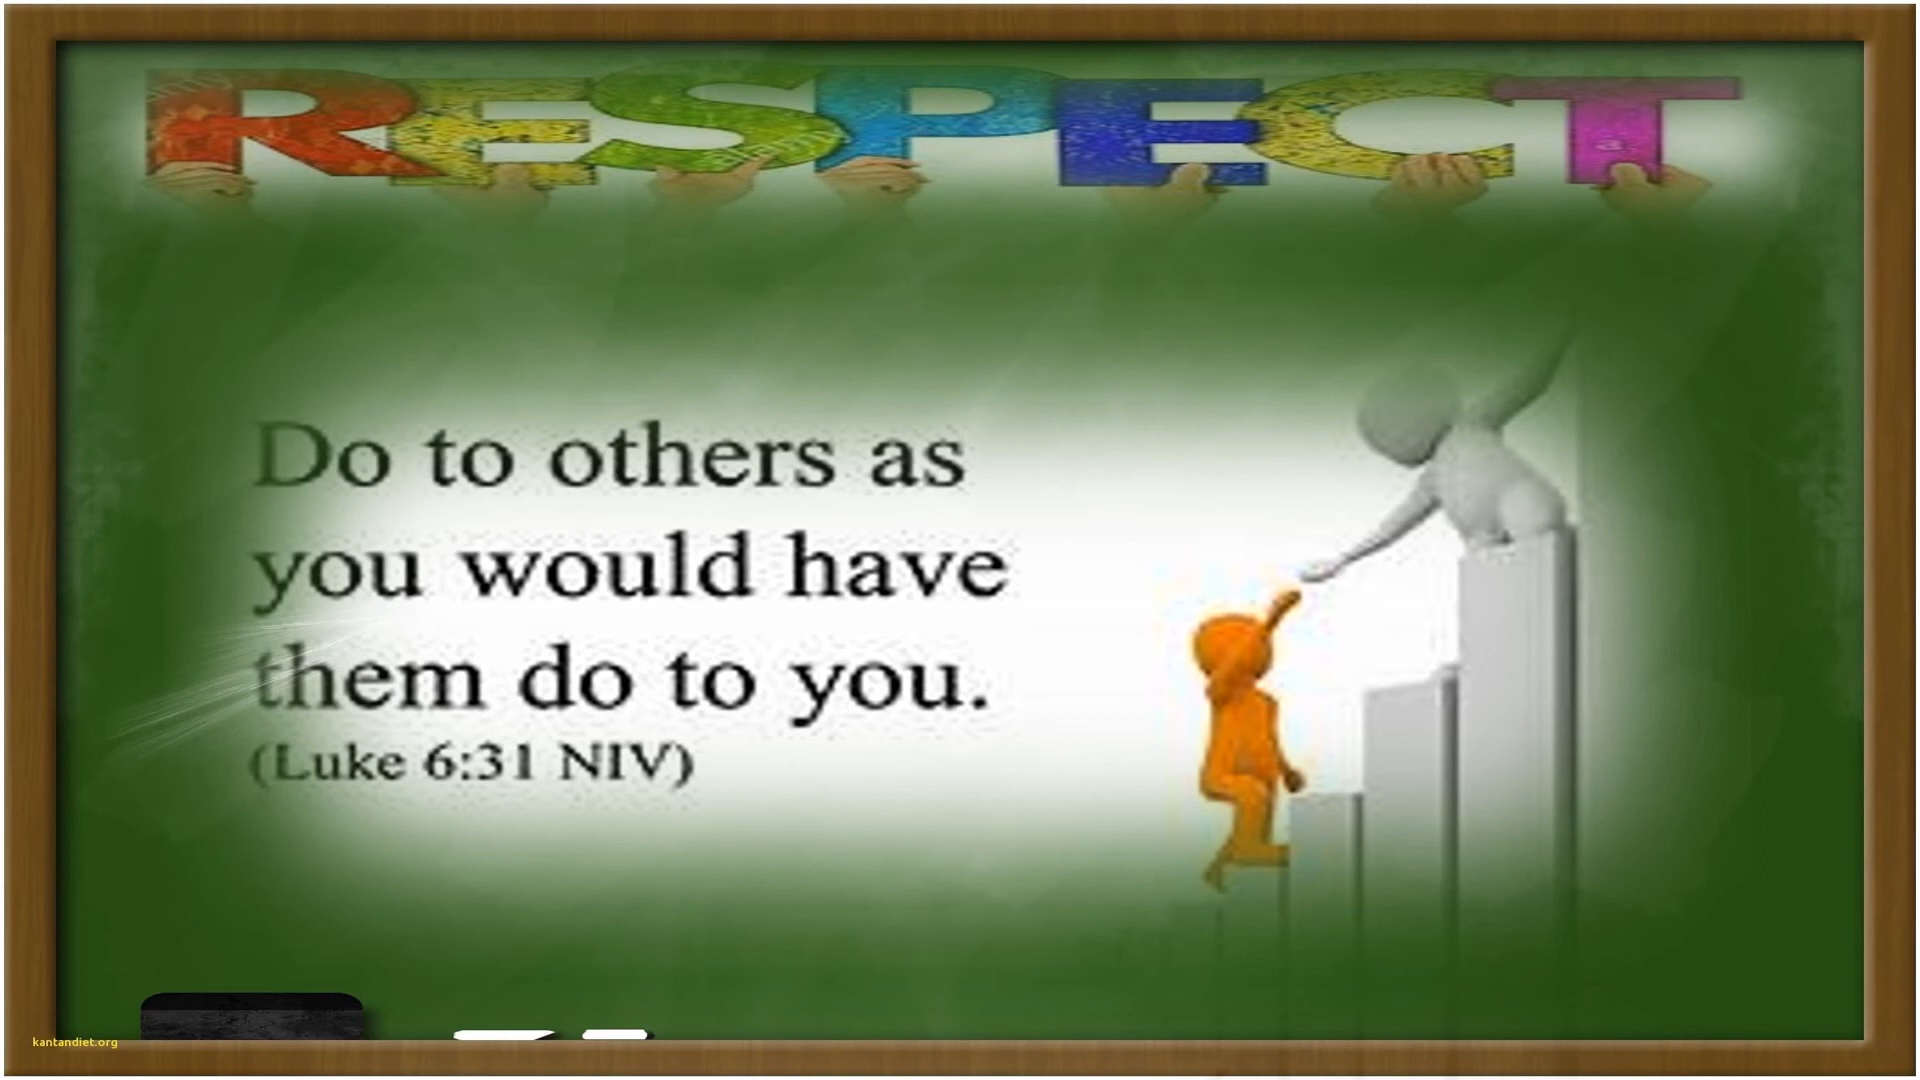 RESPECT
Do to others as
you would have
them do to you.
(Luke 6:31 NIV)
kantandiet.org